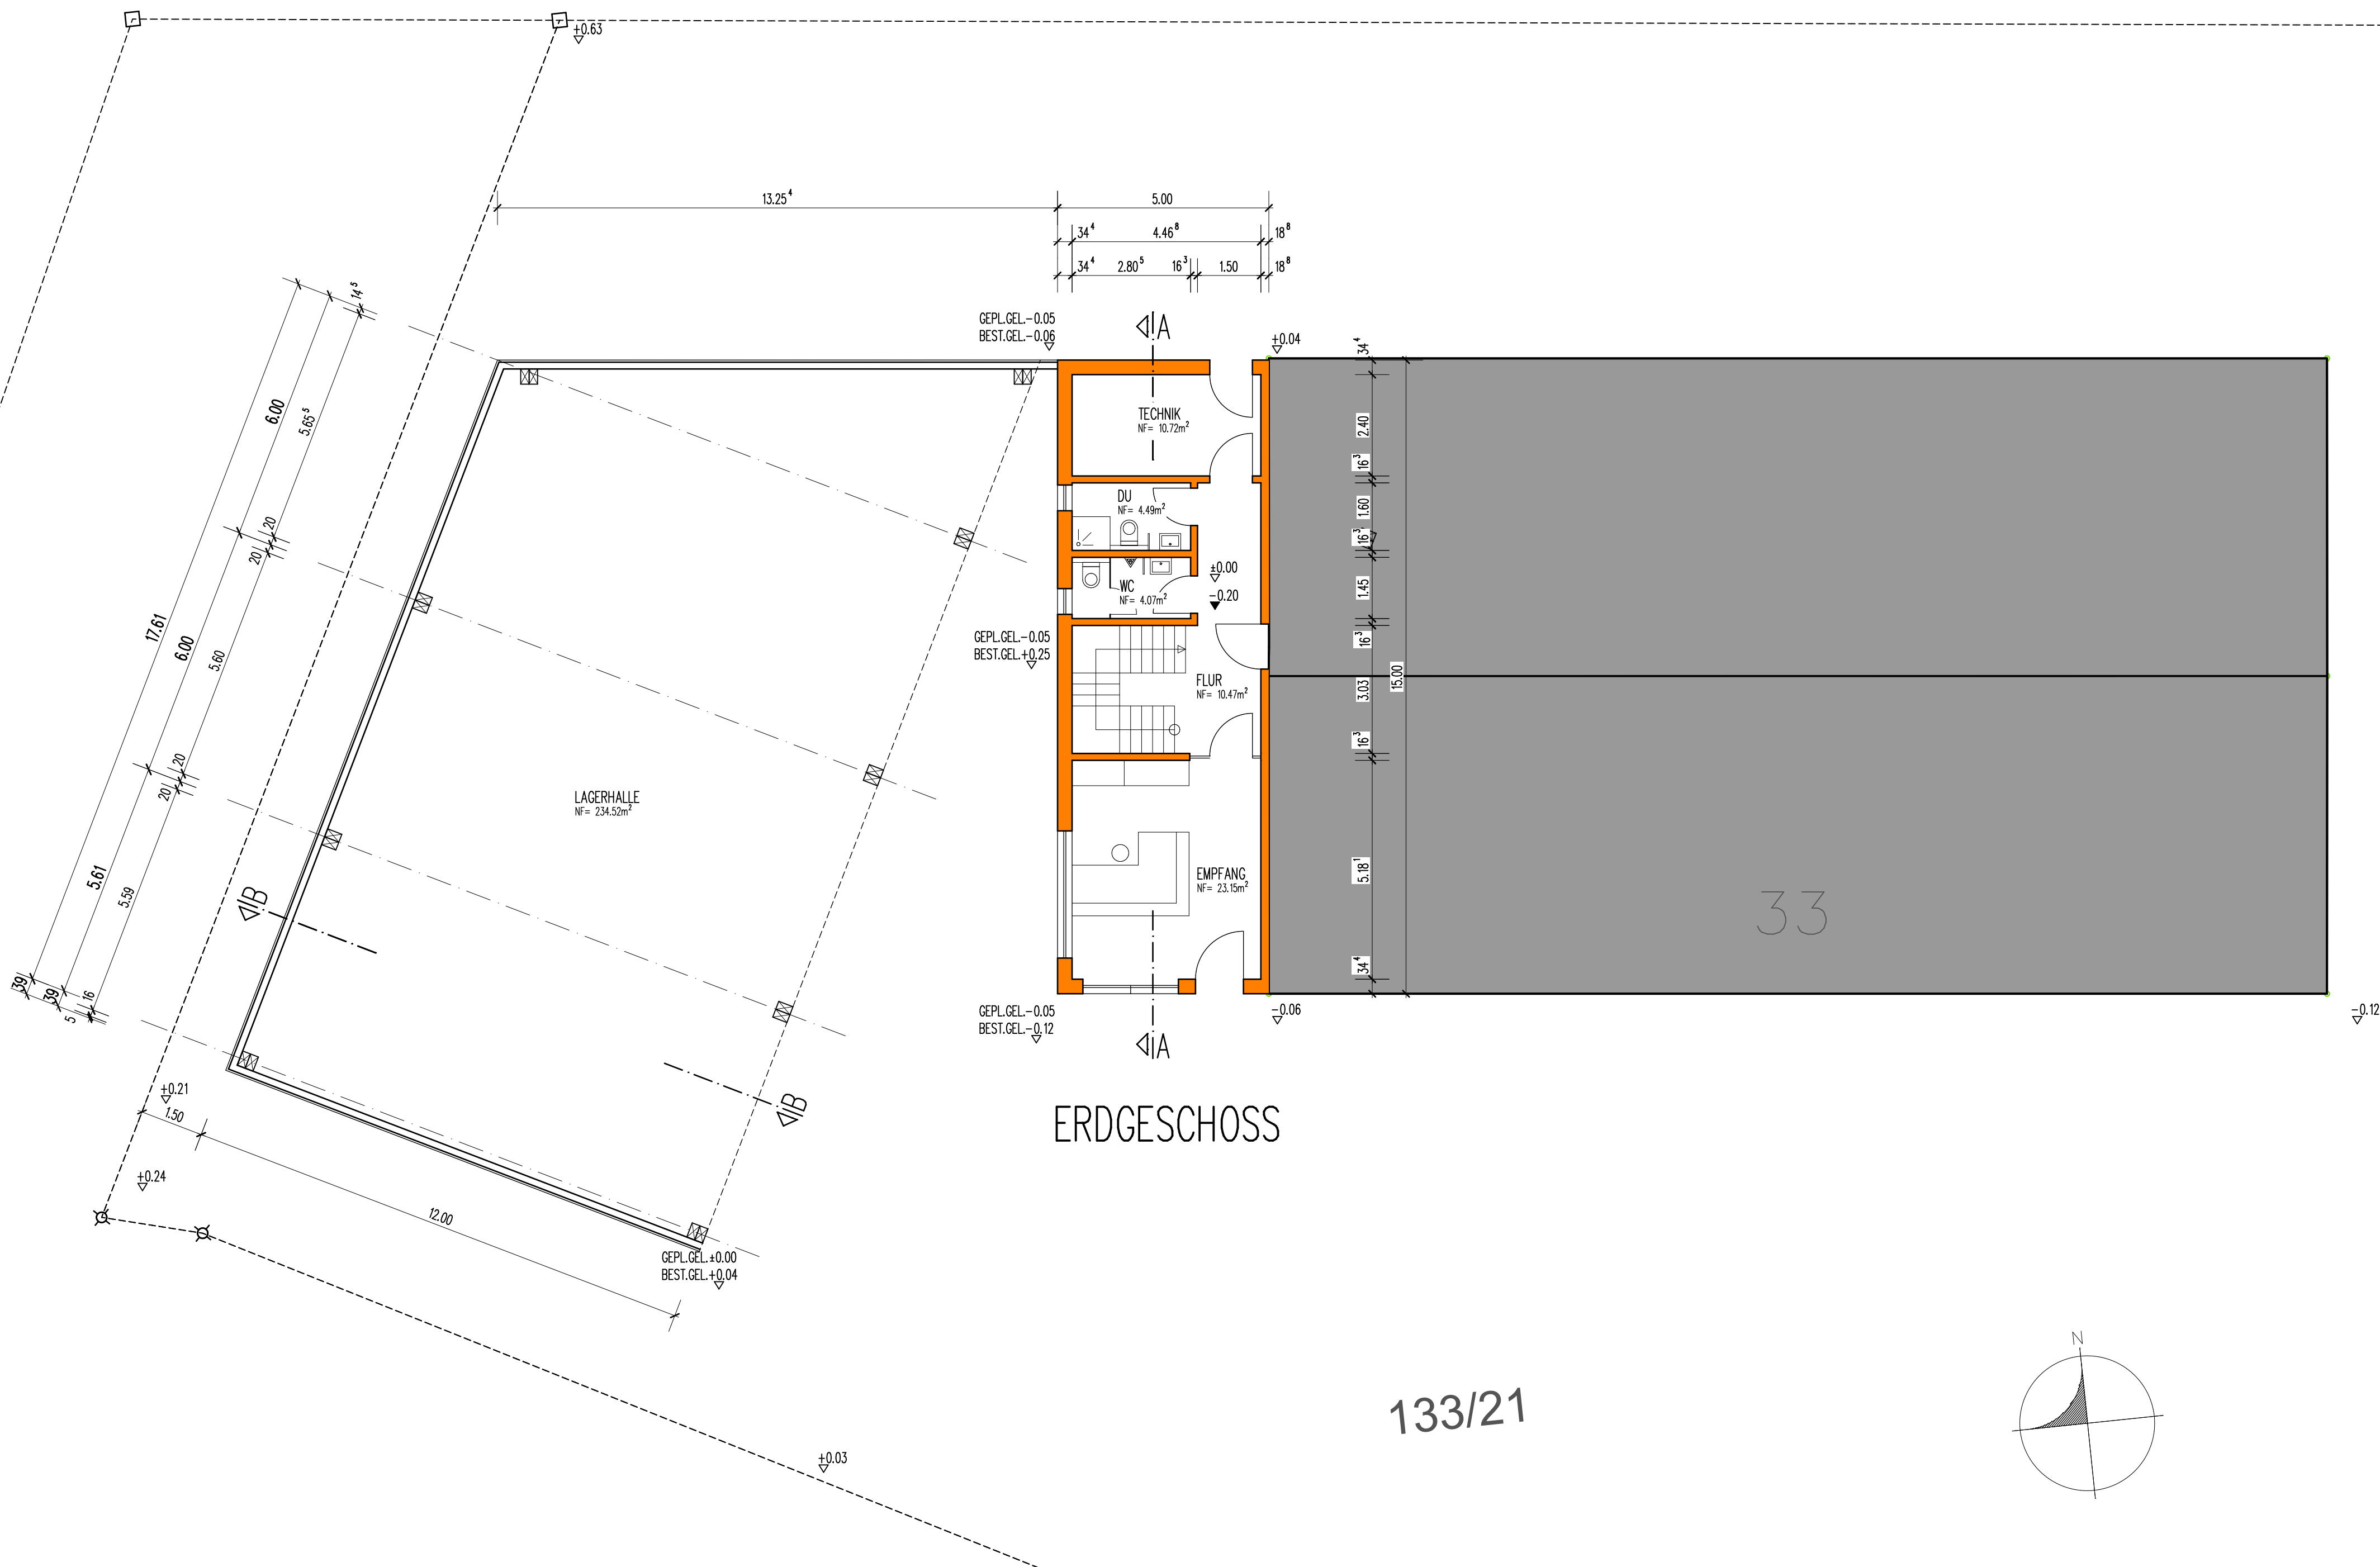 +0.63
13.25⁴
5.00
34⁴
4.46⁸
18⁸
34⁴
2.80⁵
16³
1.50
18⁸
GEPL.GEL.-0.05
BEST.GEL.-0.06
A
+0.04
34⁴
2.40
16³
1.60
16³
1.45
16³
3.03
16³
5.18¹
34⁴
15.00
14⁵
6.00
5.65⁵
20
20
17.61
6.00
5.60
20
20
5.61
5.59
39
39
16
5
TECHNIK
NF= 10.72m²
DU
NF= 4.49m²
WC
NF= 4.07m²
±0.00
-0.20
GEPL.GEL.-0.05
BEST.GEL.+0.25
FLUR
NF= 10.47m²
LAGERHALLE
NF= 234.52m²
EMPFANG
NF= 23.15m²
33
B
B
GEPL.GEL.-0.05
BEST.GEL.-0.12
A
-0.06
-0.12
+0.21
1.50
ERDGESCHOSS
+0.24
12.00
GEPL.GEL.±0.00
BEST.GEL.+0.04
N
133/21
+0.03